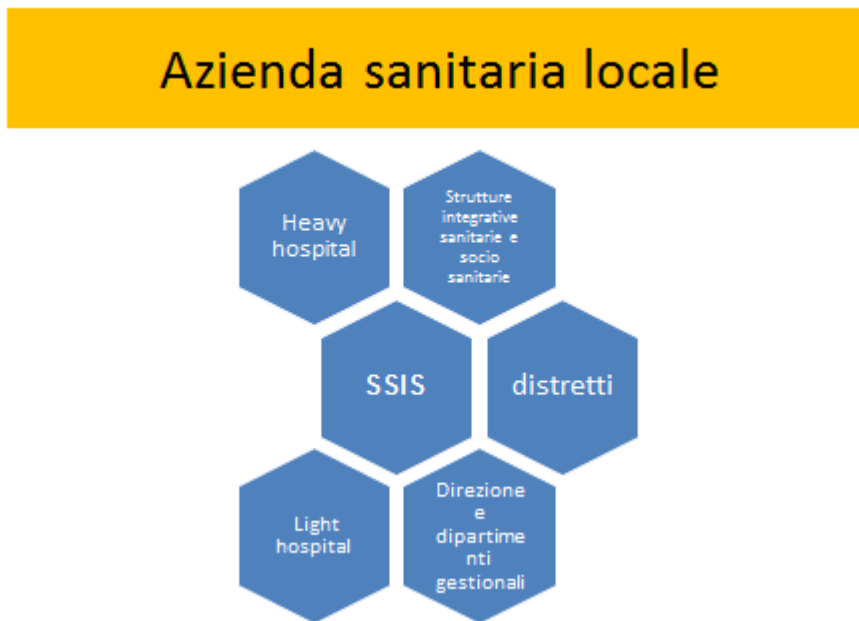 Azienda sanitaria locale
Heavy
hospital
Strutture
integrative
sanitarie e
socio
sanitarie
SSIS
distretti
Light
hospital
Direzione
e
dipartime
nti
gestionali